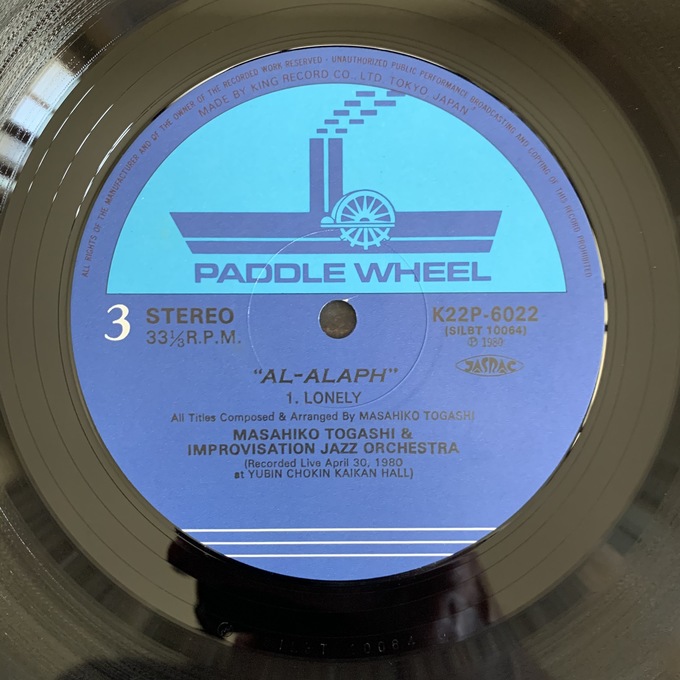 ALL RIGHTS OF THE MANUFACTURER AND OF THE OWNER OF THE RECORDED WORK RESERVED · UNAUTHORIZED PUBLIC PERFORMANCE BROADCASTING AND COPYING OF THIS RECORD PROHIBITED
MADE BY KING RECORD CO., LTD. TOKYO, JAPAN
PADDLE WHEEL
3 STEREO K22P-6022
33⅓R.P.M. (SILBT 10064)
Ⓟ 1980
JASRAC
"AL-ALAPH"
1. LONELY
All Titles Composed & Arranged By MASAHIKO TOGASHI
MASAHIKO TOGASHI &
IMPROVISATION JAZZ ORCHESTRA
(Recorded Live April 30, 1980
at YUBIN CHOKIN KAIKAN HALL)
10064